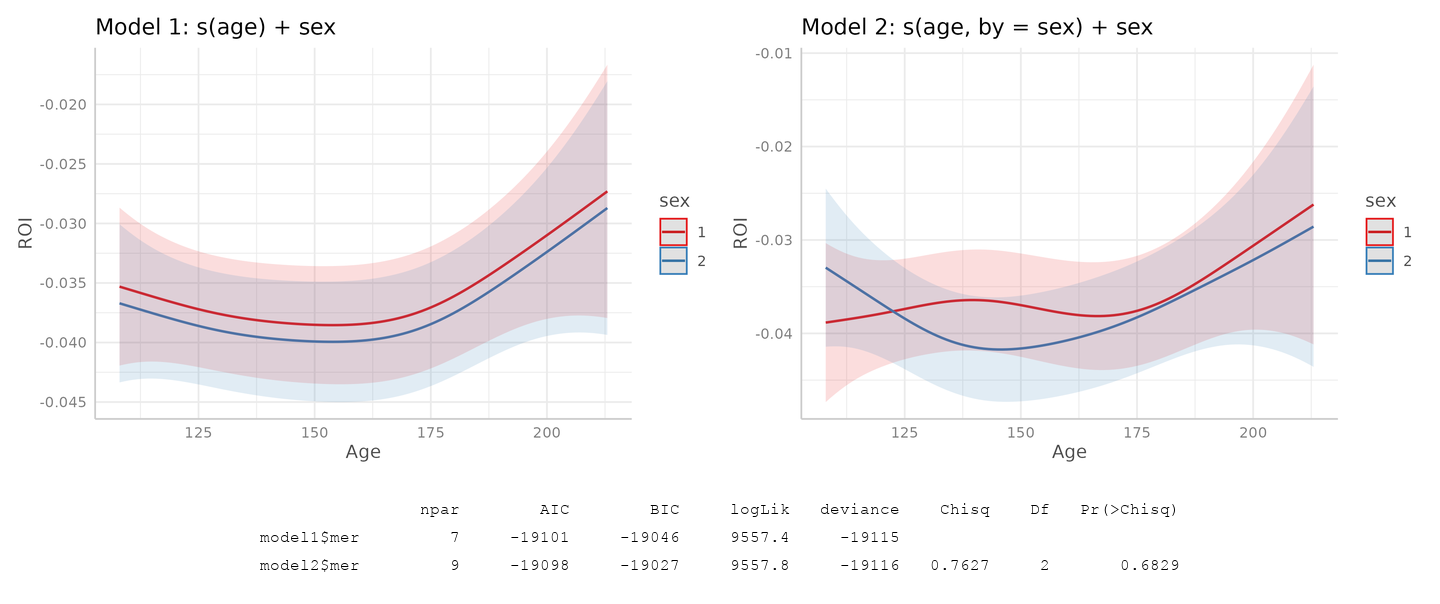 Model 1: s(age) + sex
-0.020
-0.025
-0.030
-0.035
-0.040
-0.045
ROI
125 150 175 200
Age
sex
1
2
Model 2: s(age, by = sex) + sex
-0.01
-0.02
-0.03
-0.04
ROI
125 150 175 200
Age
sex
1
2
npar AIC BIC logLik deviance Chisq Df Pr(>Chisq)
model1$mer 7 -19101 -19046 9557.4 -19115
model2$mer 9 -19098 -19027 9557.8 -19116 0.7627 2 0.6829